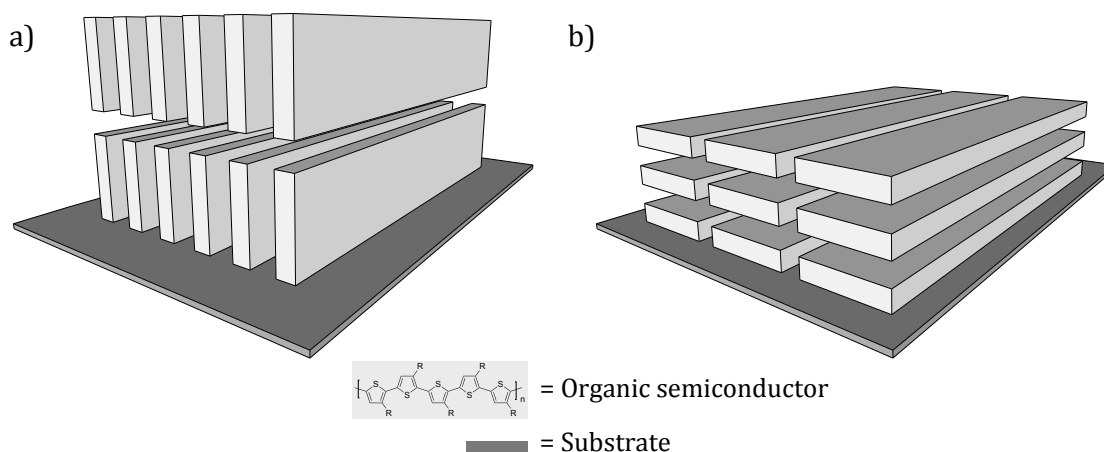 a)
b)
R
R
S
S
S
S
S
n
R
R
R
= Organic semiconductor
= Substrate